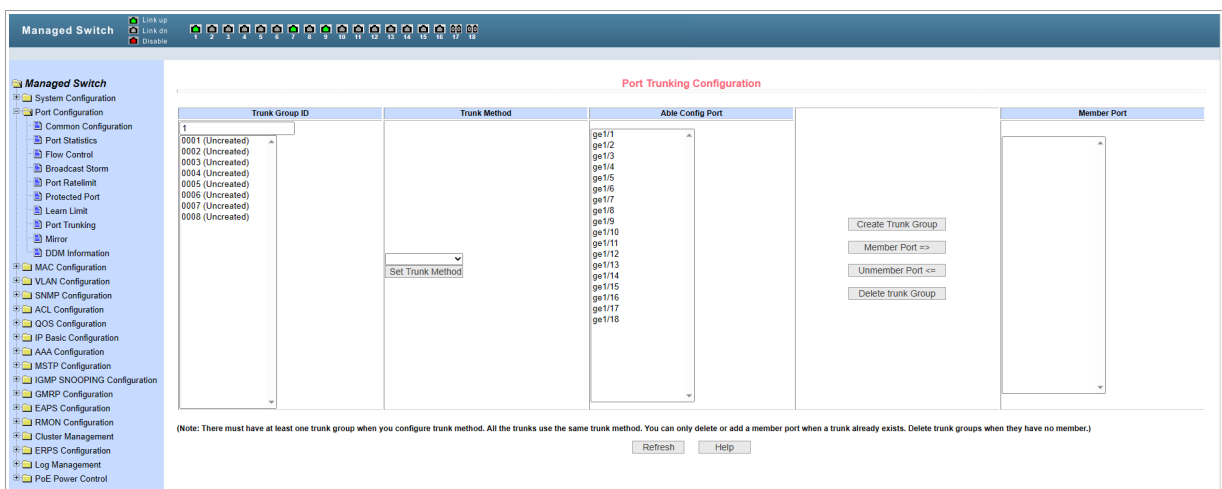 Managed Switch
Link up
Link dn
Disable
1 2 3 4 5 6 7 8 9 10 11 12 13 14 15 16 17 18
Managed Switch
System Configuration
Port Configuration
Common Configuration
Port Statistics
Flow Control
Broadcast Storm
Port Ratelimit
Protected Port
Learn Limit
Port Trunking
Mirror
DDM Information
MAC Configuration
VLAN Configuration
SNMP Configuration
ACL Configuration
QOS Configuration
IP Basic Configuration
AAA Configuration
MSTP Configuration
IGMP SNOOPING Configuration
GMRP Configuration
EAPS Configuration
RMON Configuration
Cluster Management
ERPS Configuration
Log Management
PoE Power Control
Port Trunking Configuration
Trunk Group ID
1
0001 (Uncreated)
0002 (Uncreated)
0003 (Uncreated)
0004 (Uncreated)
0005 (Uncreated)
0006 (Uncreated)
0007 (Uncreated)
0008 (Uncreated)
Trunk Method
Set Trunk Method
Able Config Port
ge1/1
ge1/2
ge1/3
ge1/4
ge1/5
ge1/6
ge1/7
ge1/8
ge1/9
ge1/10
ge1/11
ge1/12
ge1/13
ge1/14
ge1/15
ge1/16
ge1/17
ge1/18
Create Trunk Group
Member Port =>
Unmember Port <=
Delete trunk Group
Member Port
(Note: There must have at least one trunk group when you configure trunk method. All the trunks use the same trunk method. You can only delete or add a member port when a trunk already exists. Delete trunk groups when they have no member.)
Refresh
Help